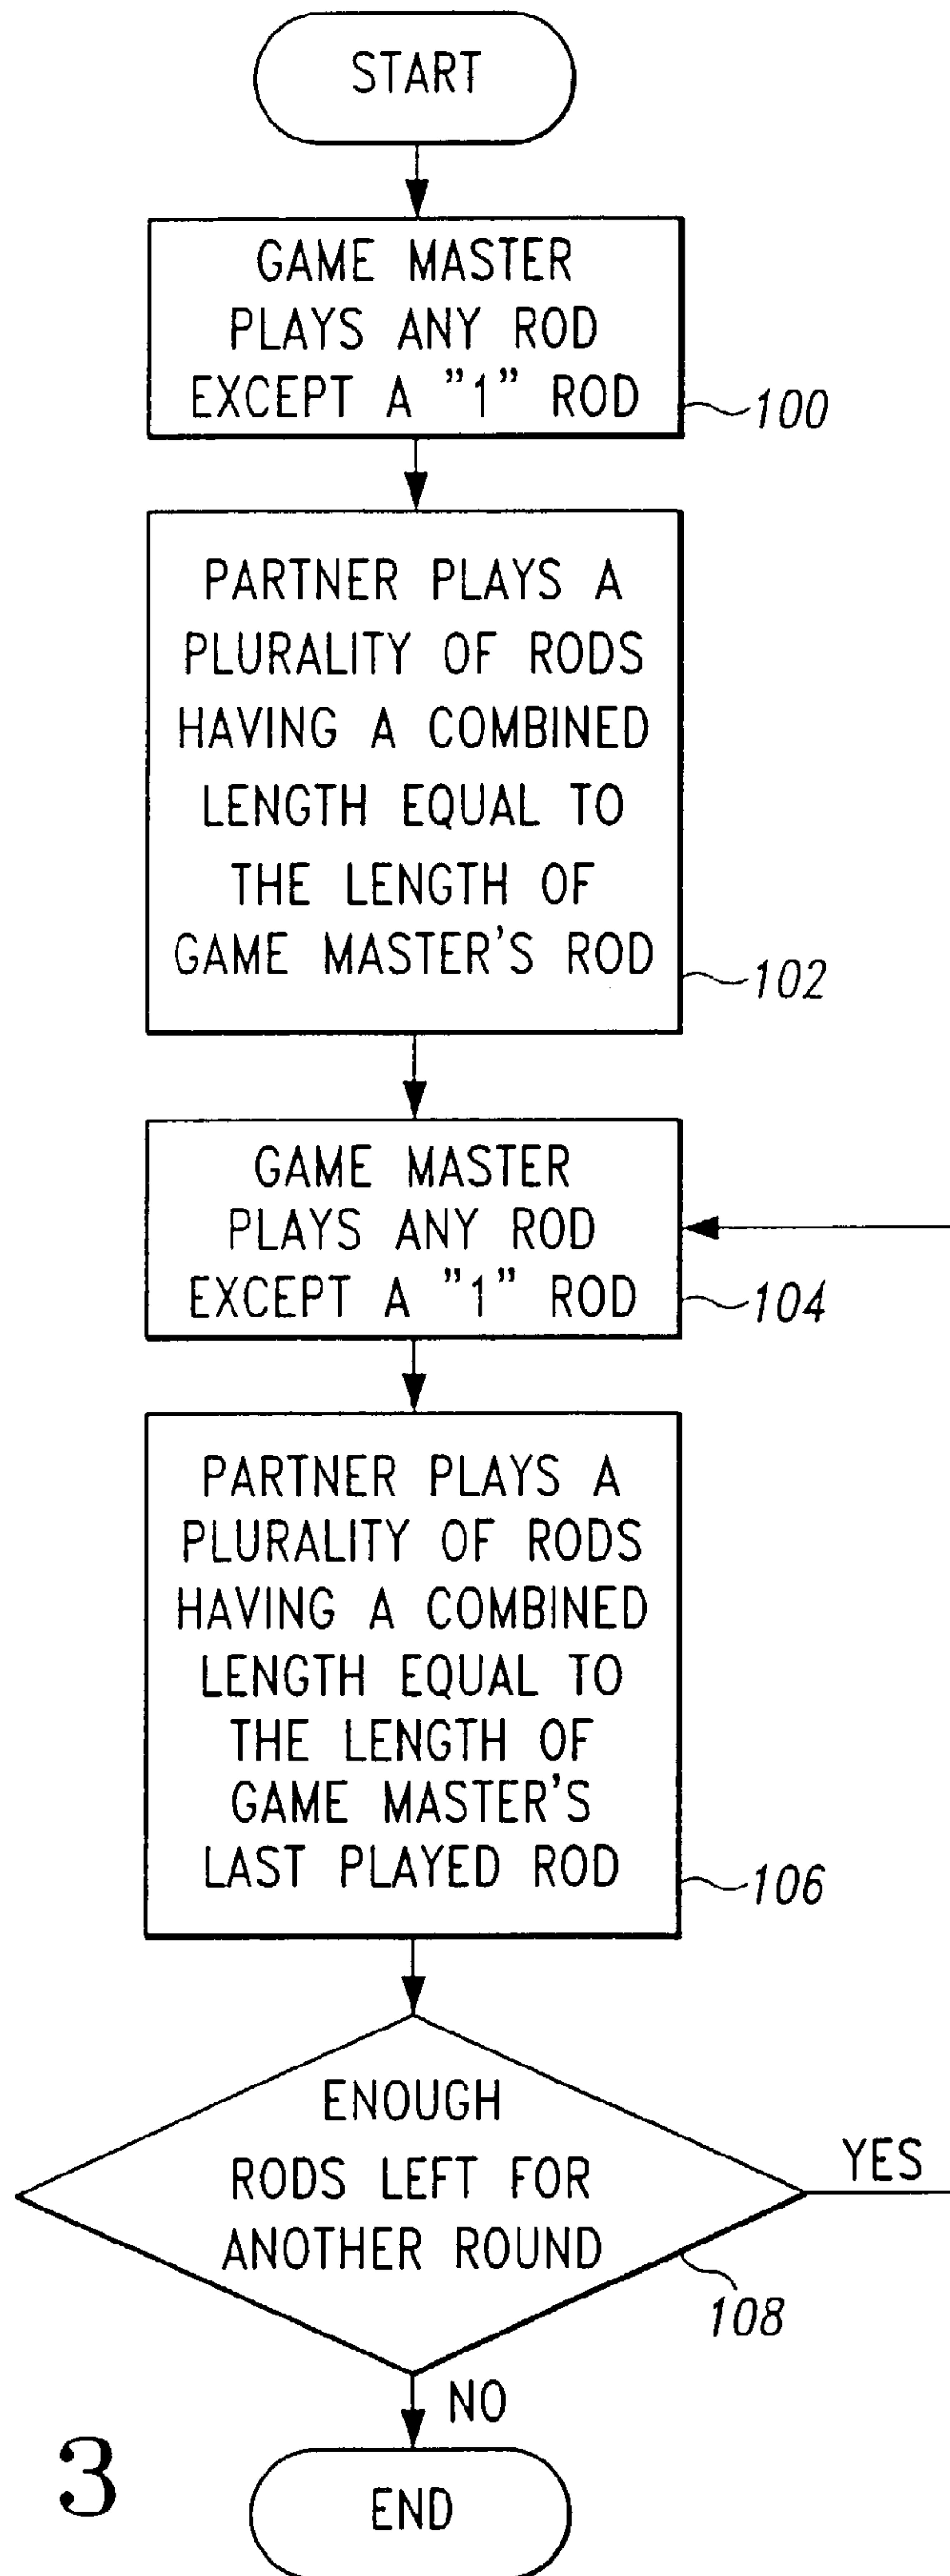 START
GAME MASTER
PLAYS ANY ROD
EXCEPT A "1" ROD
100
PARTNER PLAYS A
PLURALITY OF RODS
HAVING A COMBINED
LENGTH EQUAL TO
THE LENGTH OF
GAME MASTER'S ROD
102
GAME MASTER
PLAYS ANY ROD
EXCEPT A "1" ROD
104
PARTNER PLAYS A
PLURALITY OF RODS
HAVING A COMBINED
LENGTH EQUAL TO
THE LENGTH OF
GAME MASTER'S
LAST PLAYED ROD
106
ENOUGH
RODS LEFT FOR
ANOTHER ROUND
YES
108
NO
3
END